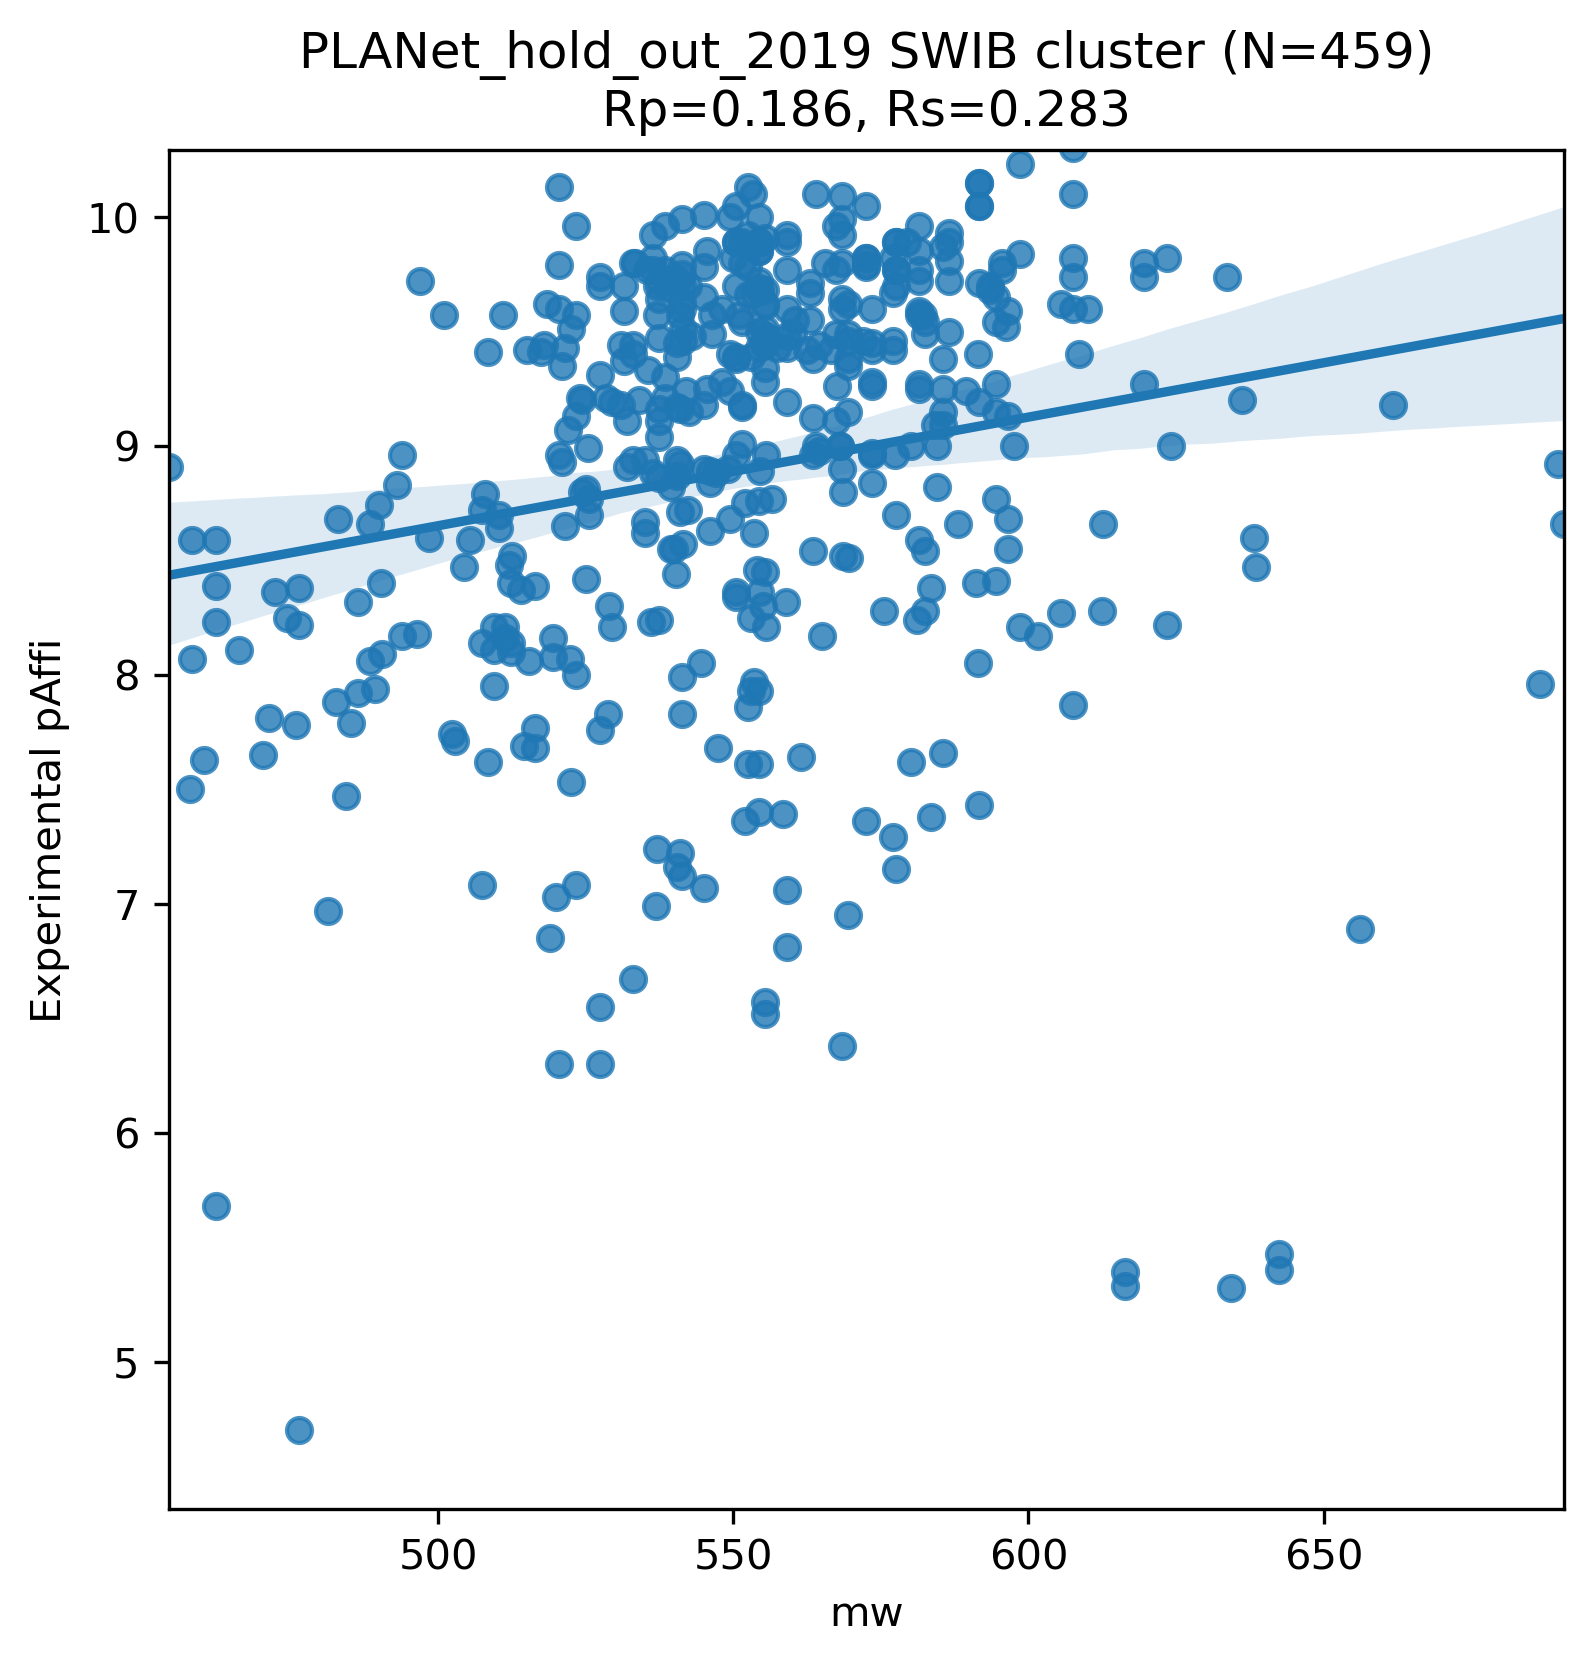 PLANet_hold_out_2019 SWIB cluster (N=459)
Rp=0.186, Rs=0.283
Experimental pAffi
10
9
8
7
6
5
500
550
600
650
mw